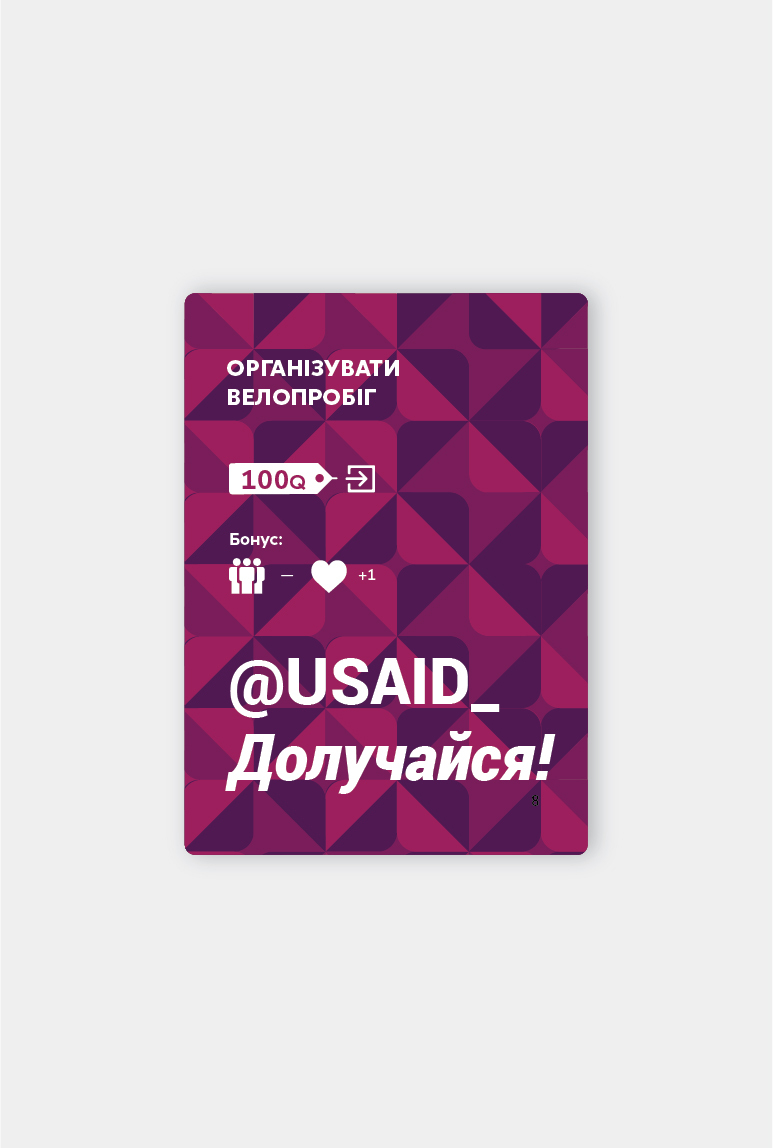 ОРГАНІЗУВАТИ
ВЕЛОПРОБІГ
100Q
Бонус:
— +1
@USAID_
Долучайся!